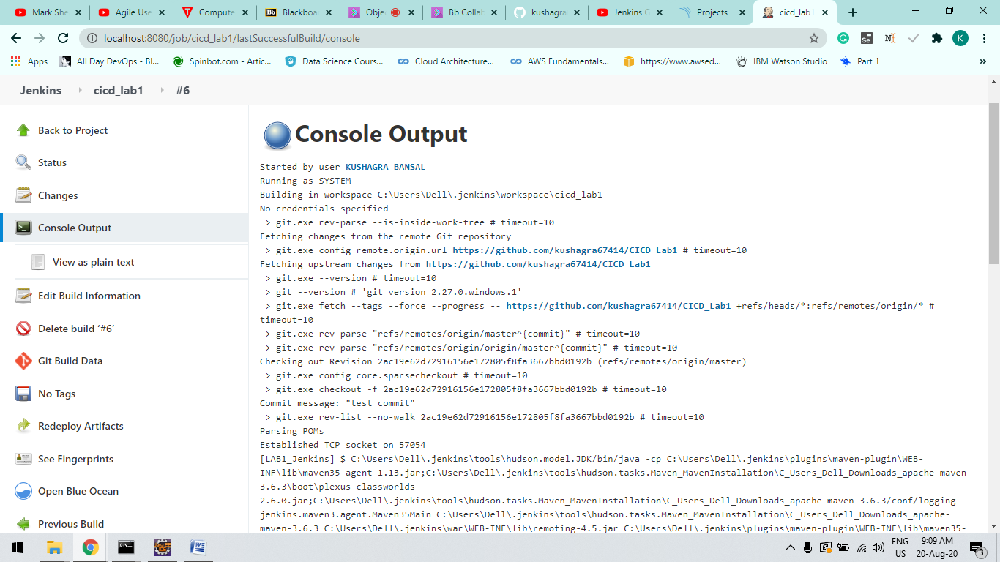 Mark She
Agile Use
Compute
Blackboar
Obje
Bb Collab
kushagra
Jenkins G
Projects
cicd_lab1
localhost:8080/job/cicd_lab1/lastSuccessfulBuild/console
Apps
All Day DevOps - Bl...
Spinbot.com - Artic...
Data Science Cours...
Cloud Architecture...
AWS Fundamentals...
https://www.awsed...
IBM Watson Studio
Part 1
»
Jenkins
cicd_lab1
#6
Back to Project
Status
Changes
Console Output
View as plain text
Edit Build Information
Delete build ‘#6’
Git Build Data
No Tags
Redeploy Artifacts
See Fingerprints
Open Blue Ocean
Previous Build
Console Output
Started by user KUSHAGRA BANSAL
Running as SYSTEM
Building in workspace C:\Users\Dell\.jenkins\workspace\cicd_lab1
No credentials specified
> git.exe rev-parse --is-inside-work-tree # timeout=10
Fetching changes from the remote Git repository
> git.exe config remote.origin.url https://github.com/kushagra67414/CICD_Lab1 # timeout=10
Fetching upstream changes from https://github.com/kushagra67414/CICD_Lab1
> git.exe --version # timeout=10
> git --version # 'git version 2.27.0.windows.1'
> git.exe fetch --tags --force --progress -- https://github.com/kushagra67414/CICD_Lab1 +refs/heads/*:refs/remotes/origin/* #
timeout=10
> git.exe rev-parse "refs/remotes/origin/master^{commit}" # timeout=10
> git.exe rev-parse "refs/remotes/origin/origin/master^{commit}" # timeout=10
Checking out Revision 2ac19e62d72916156e172805f8fa3667bbd0192b (refs/remotes/origin/master)
> git.exe config core.sparsecheckout # timeout=10
> git.exe checkout -f 2ac19e62d72916156e172805f8fa3667bbd0192b # timeout=10
Commit message: "test commit"
> git.exe rev-list --no-walk 2ac19e62d72916156e172805f8fa3667bbd0192b # timeout=10
Parsing POMs
Established TCP socket on 57054
[LAB1_Jenkins] $ C:\Users\Dell\.jenkins\tools\hudson.model.JDK/bin/java -cp C:\Users\Dell\.jenkins\plugins\maven-plugin\WEB-
INF\lib\maven35-agent-1.13.jar;C:\Users\Dell\.jenkins\tools\hudson.tasks.Maven_MavenInstallation\C_Users_Dell_Downloads_apache-maven-
3.6.3\boot\plexus-classworlds-
2.6.0.jar;C:\Users\Dell\.jenkins\tools\hudson.tasks.Maven_MavenInstallation\C_Users_Dell_Downloads_apache-maven-3.6.3/conf/logging
jenkins.maven3.agent.Maven35Main C:\Users\Dell\.jenkins\tools\hudson.tasks.Maven_MavenInstallation\C_Users_Dell_Downloads_apache-
maven-3.6.3 C:\Users\Dell\.jenkins\war\WEB-INF\lib\remoting-4.5.jar C:\Users\Dell\.jenkins\plugins\maven-plugin\WEB-INF\lib\maven35-
ENG
US
9:09 AM
20-Aug-20
3